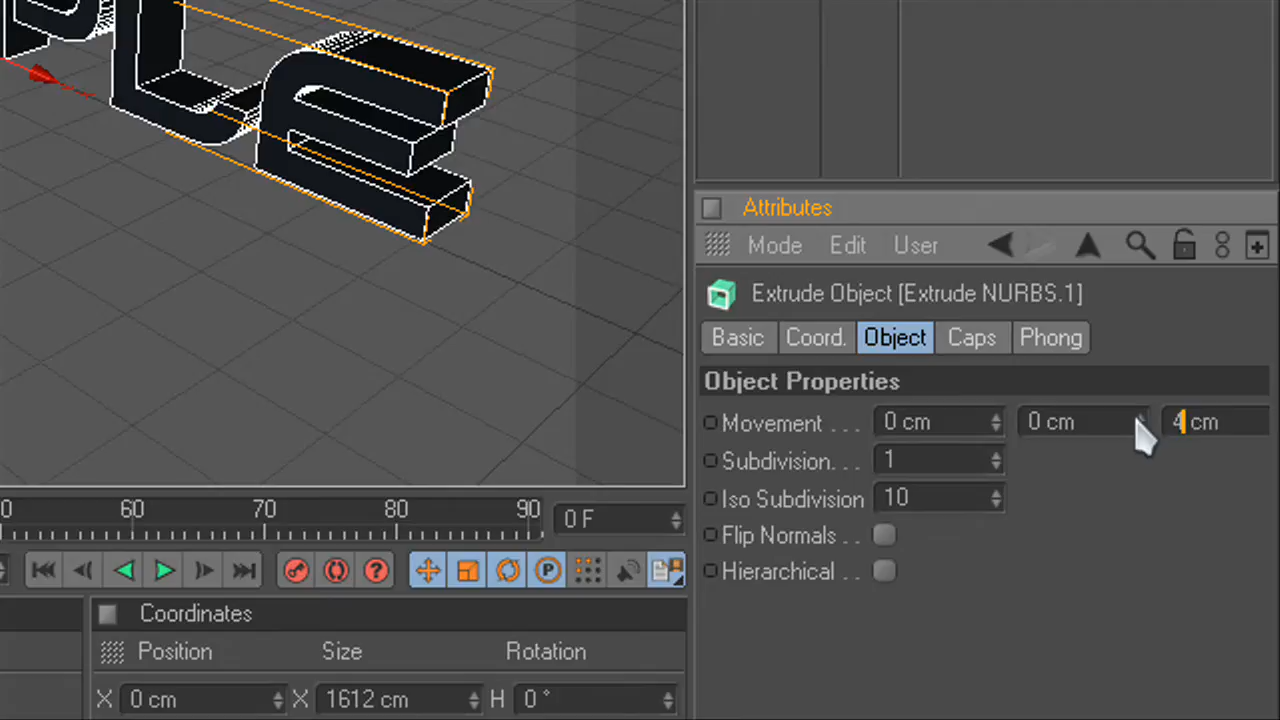 PLE
Attributes
Mode Edit User
Extrude Object [Extrude NURBS.1]
Basic Coord. Object Caps Phong
Object Properties
Movement . . . 0 cm 0 cm 4 cm
Subdivision. . . 1
Iso Subdivision 10
Flip Normals . .
Hierarchical . .
0 60 70 80 90 0 F
P
Coordinates
Position Size Rotation
X 0 cm X 1612 cm H 0 °